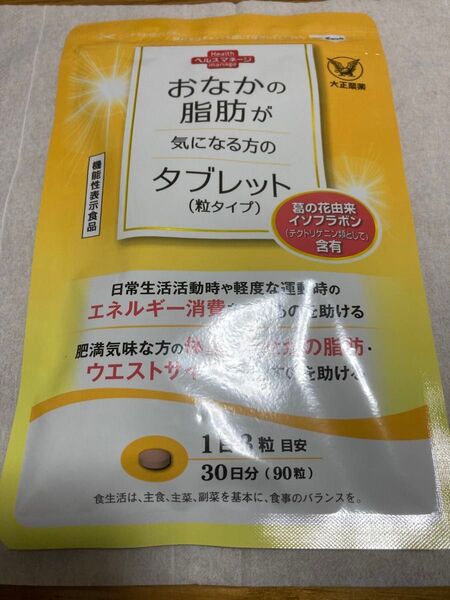 Health
ヘルスマネージ
manage
大正製薬
おなかの
脂肪が
気になる方の
タブレット
(粒タイプ)
機能性表示食品
葛の花由来
イソフラボン
(テクトリゲニン類として)
含有
日常生活活動時や軽度な運動時の
エネルギー消費 のを助ける
肥満気味な方の の脂肪・
ウエストサイ を助ける
1日3粒 目安
30日分(90粒)
食生活は、主食、主菜、副菜を基本に、食事のバランスを。